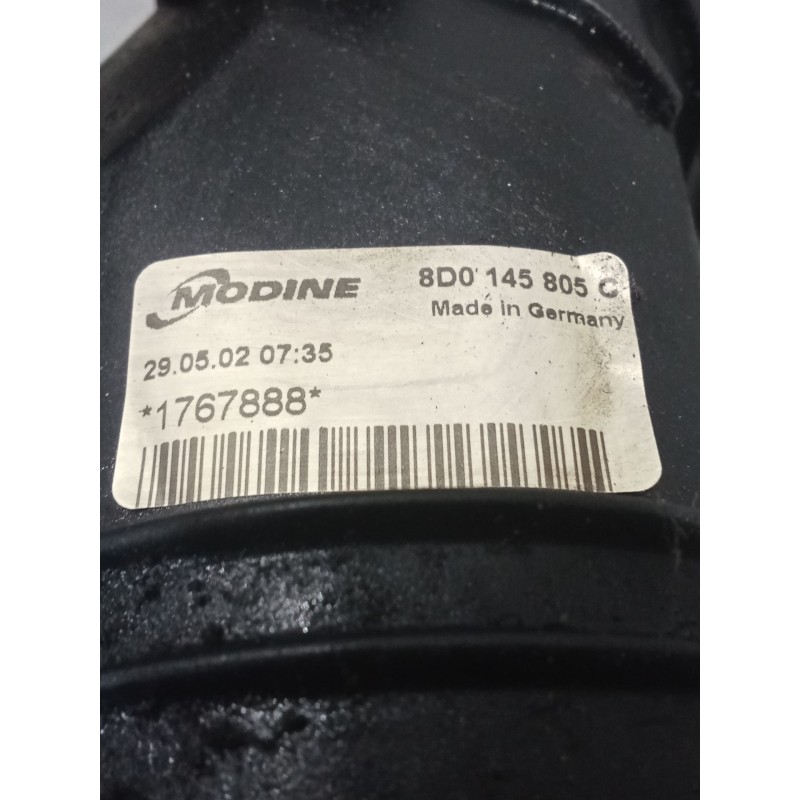 MODINE
8D0 145 805 C
Made in Germany
29.05.02 07:35
*1767888*